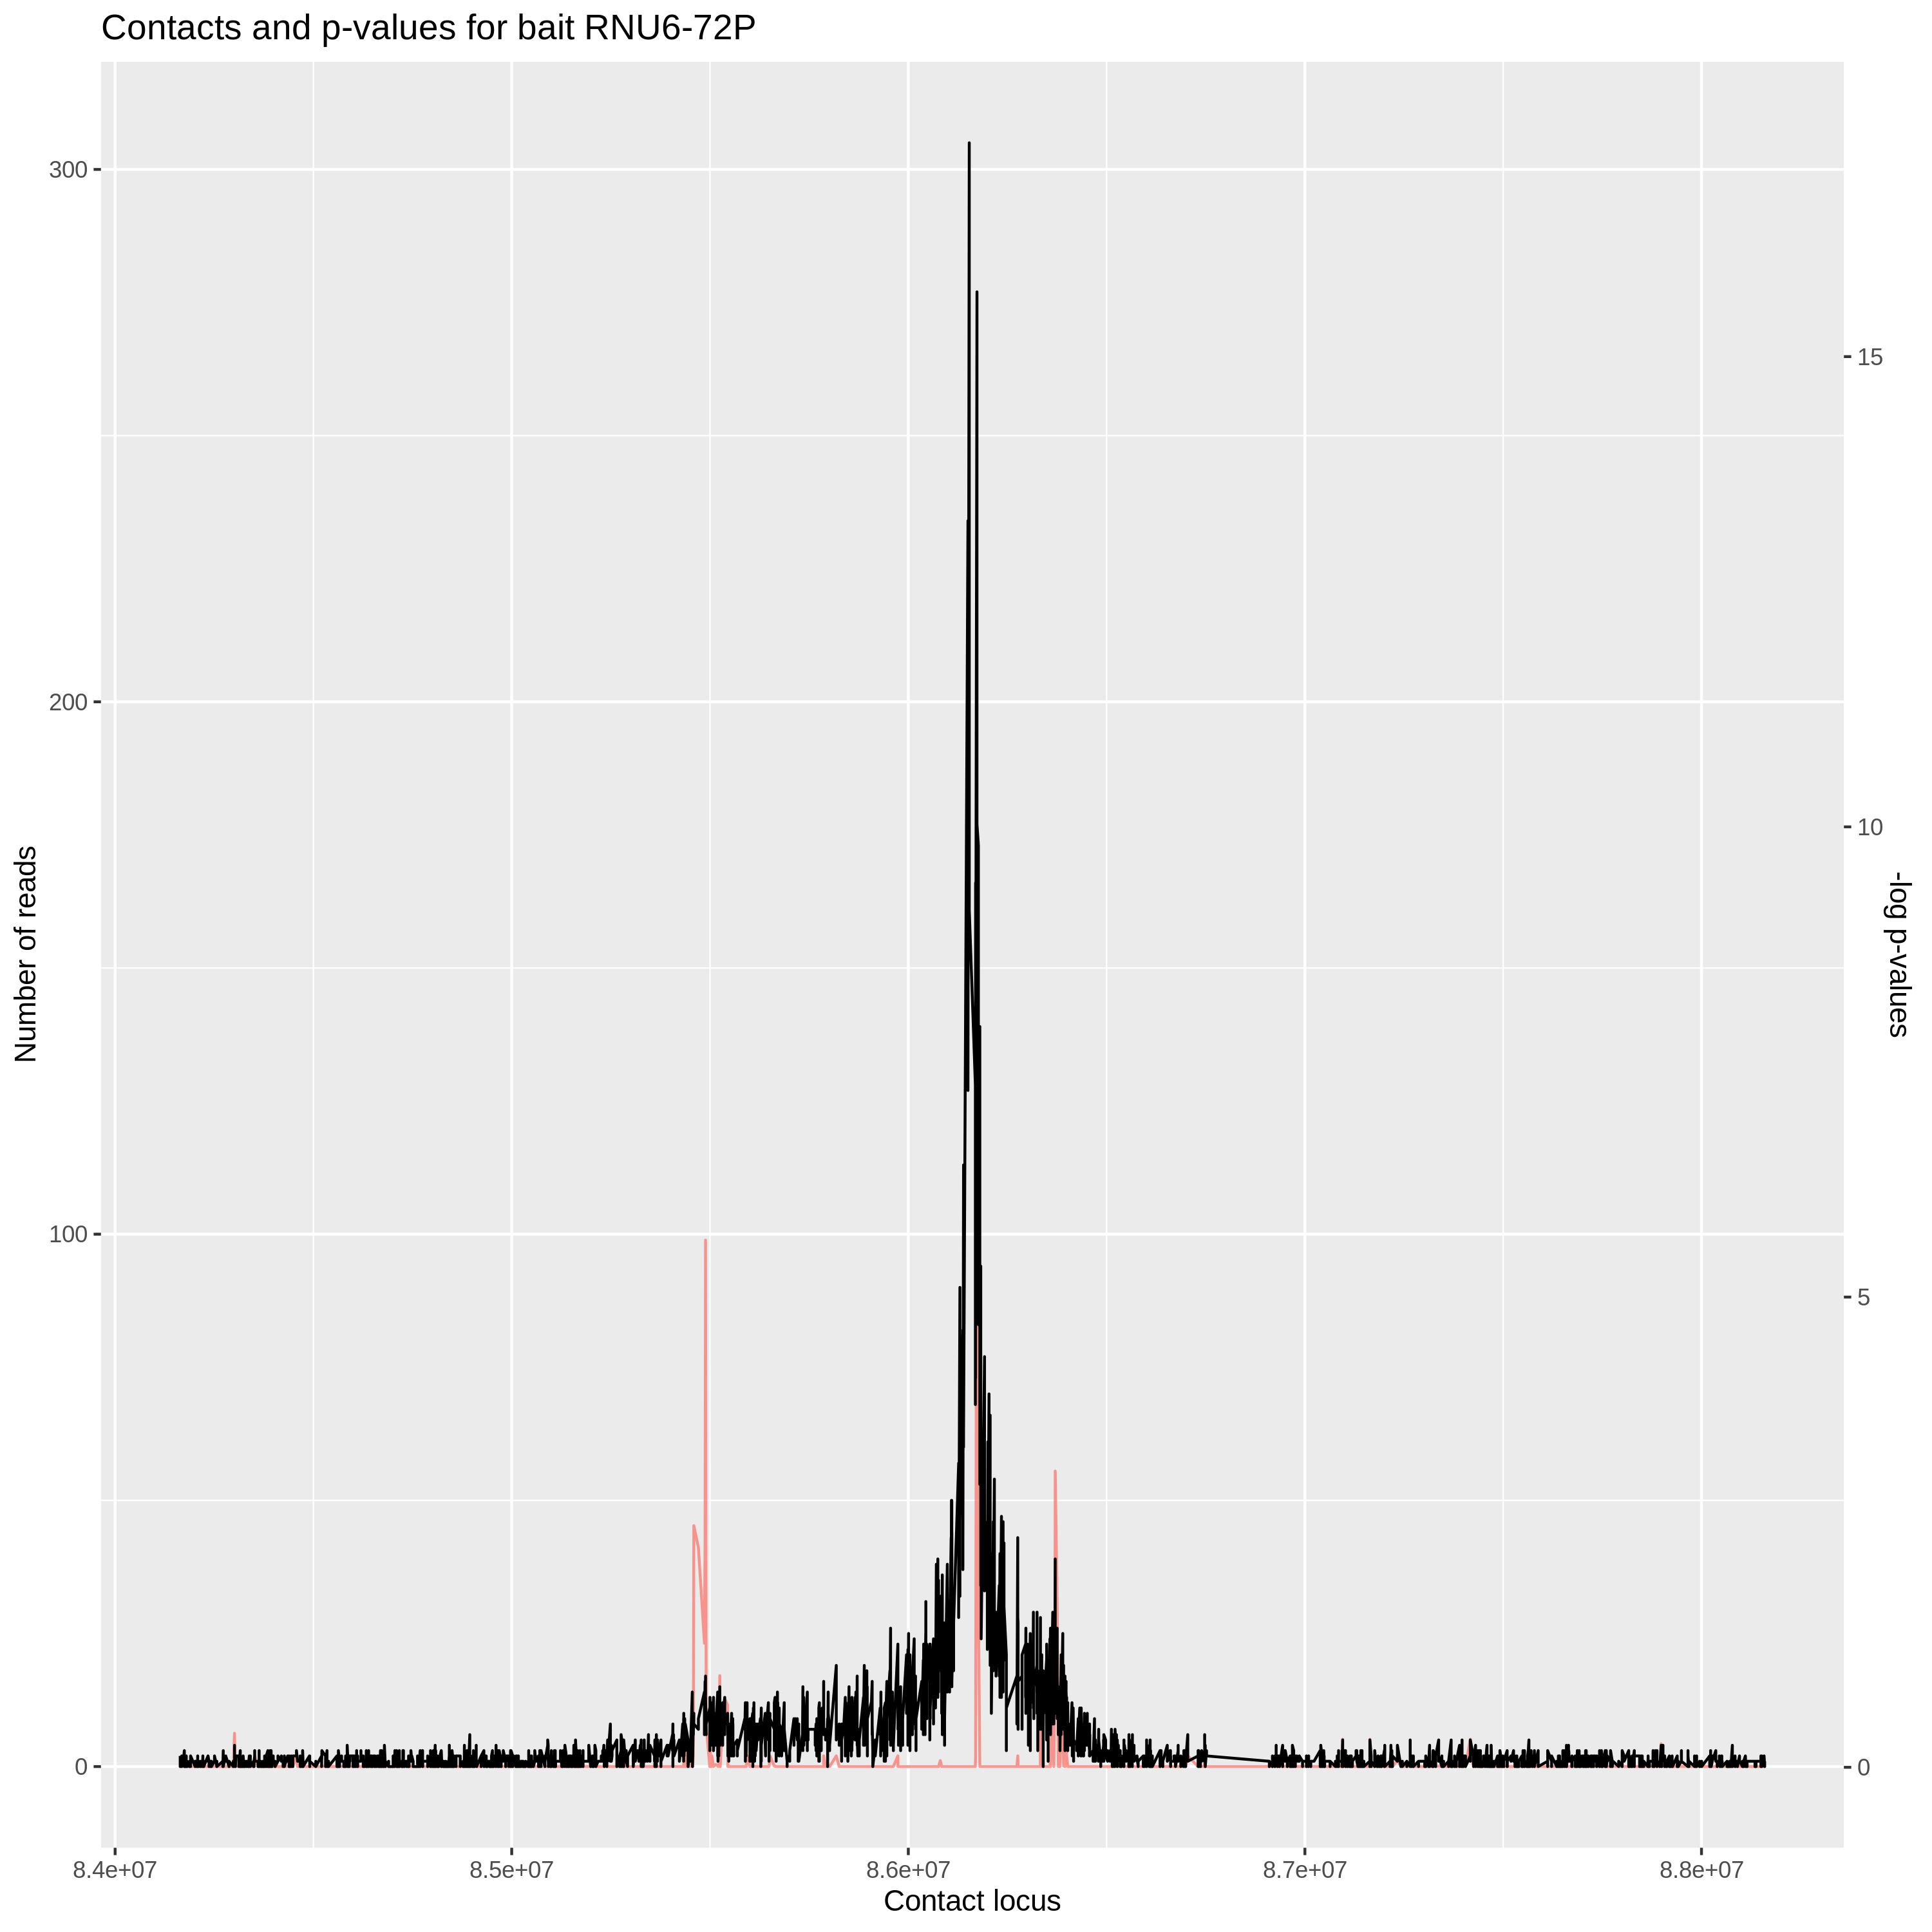 Contacts and p-values for bait RNU6-72P
300
200
100
0
Number of reads
15
10
5
0
-log p-values
8.4e+07 8.5e+07 8.6e+07 8.7e+07 8.8e+07
Contact locus